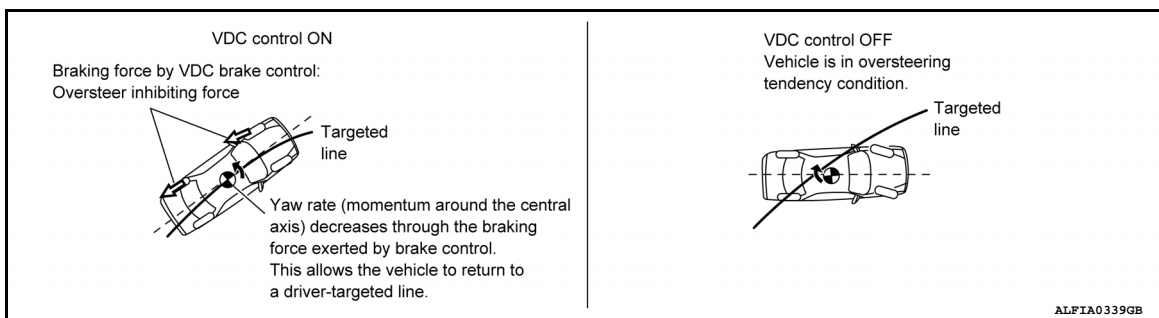 VDC control ON
Braking force by VDC brake control:
Oversteer inhibiting force
Targeted
line
Yaw rate (momentum around the central
axis) decreases through the braking
force exerted by brake control.
This allows the vehicle to return to
a driver-targeted line.
VDC control OFF
Vehicle is in oversteering
tendency condition.
Targeted
line
ALFIA0339GB